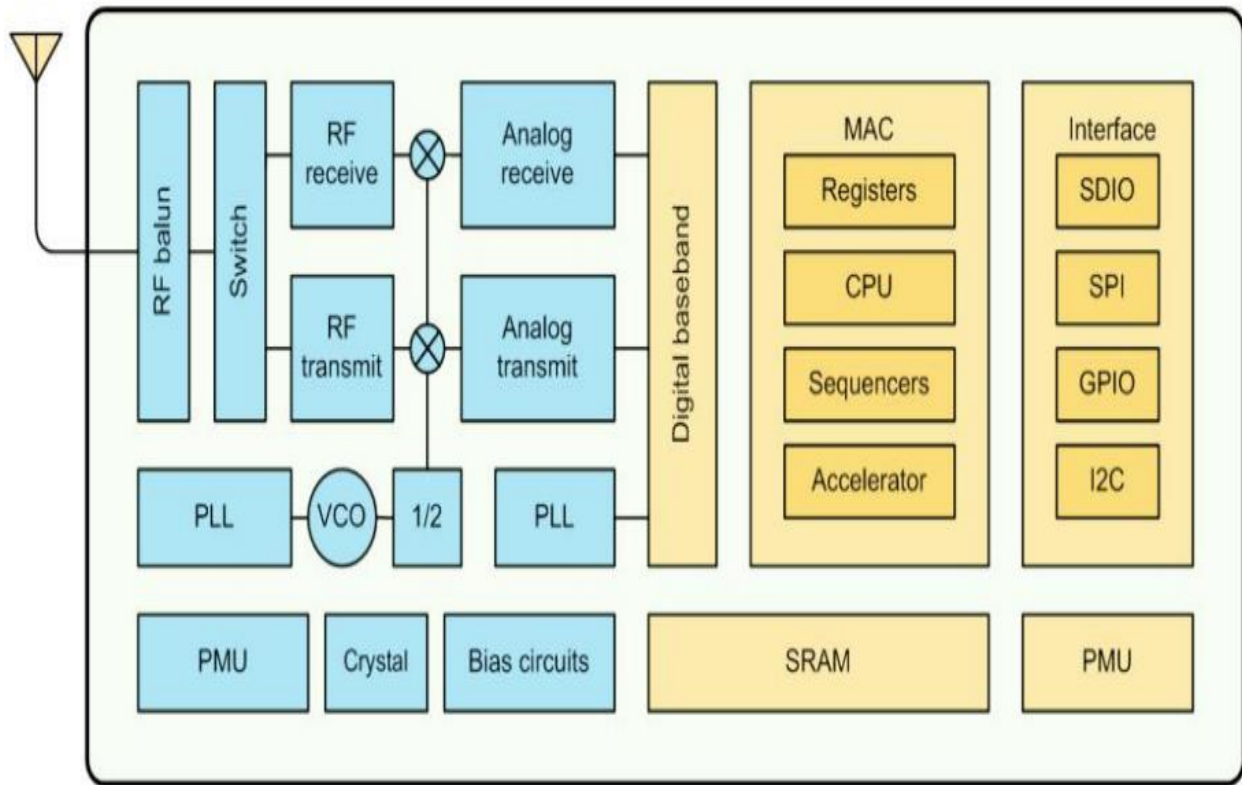 RF balun
Switch
RF
receive
Analog
receive
RF
transmit
Analog
transmit
PLL
VCO
1/2
PLL
Digital baseband
MAC
Registers
CPU
Sequencers
Accelerator
Interface
SDIO
SPI
GPIO
I2C
PMU
Crystal
Bias circuits
SRAM
PMU